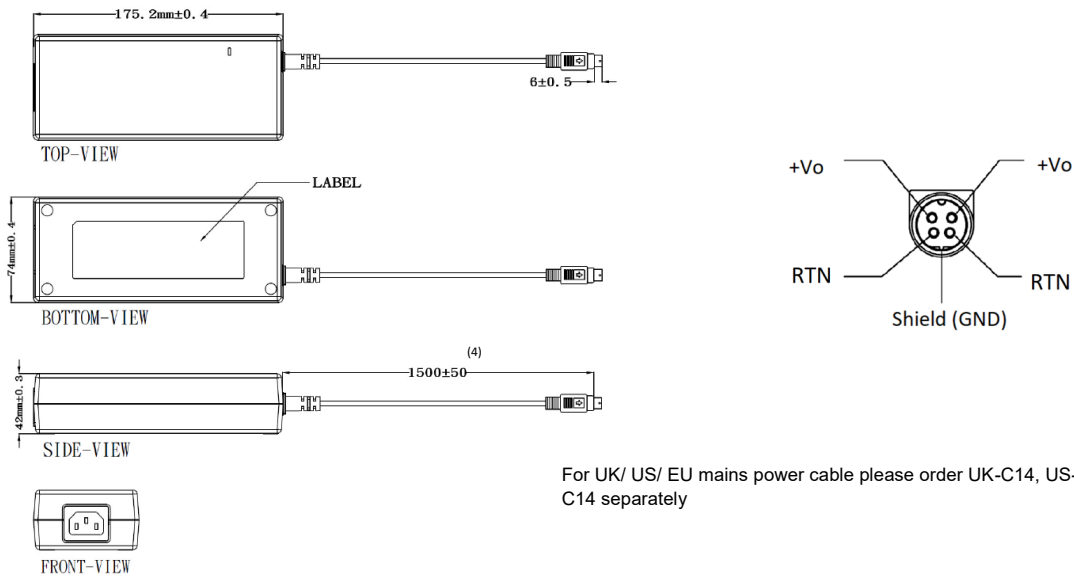 175. 2mm±0. 4
6±0. 5
TOP-VIEW
LABEL
74mm±0. 4
BOTTOM-VIEW
(4)
1500±50
42mm±0. 3
SIDE-VIEW
FRONT-VIEW
+Vo
+Vo
RTN
RTN
Shield (GND)
For UK/ US/ EU mains power cable please order UK-C14, US-
C14 separately